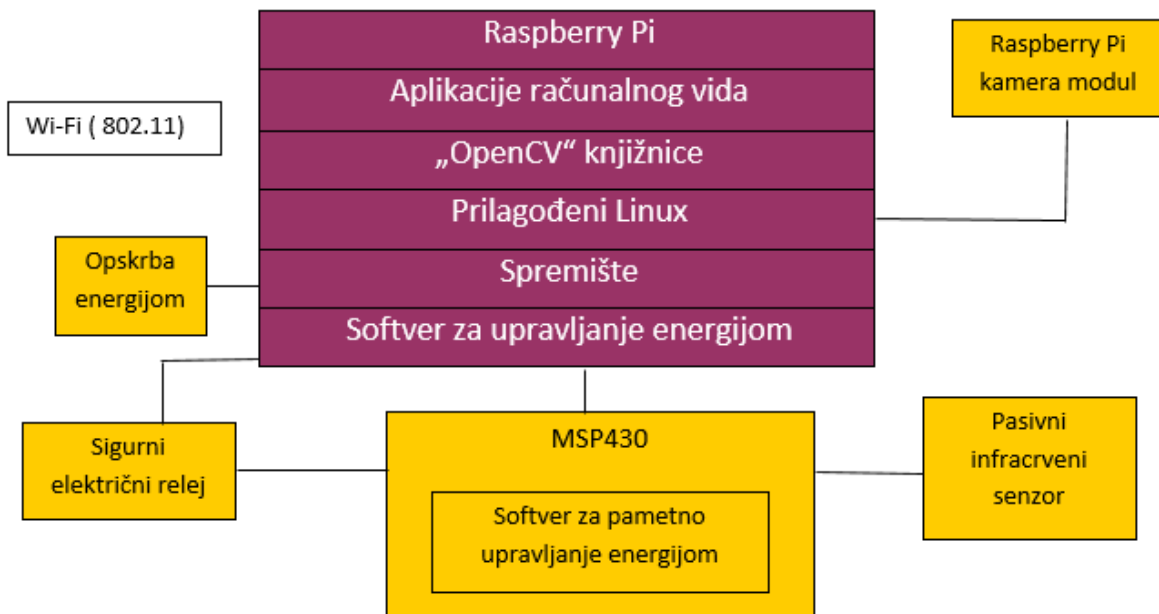 Raspberry Pi
Aplikacije računalnog vida
„OpenCV“ knjižnice
Prilagođeni Linux
Spremište
Softver za upravljanje energijom
Raspberry Pi
kamera modul
Wi-Fi ( 802.11)
Opskrba
energijom
Sigurni
električni relej
MSP430
Softver za pametno
upravljanje energijom
Pasivni
infracrveni
senzor